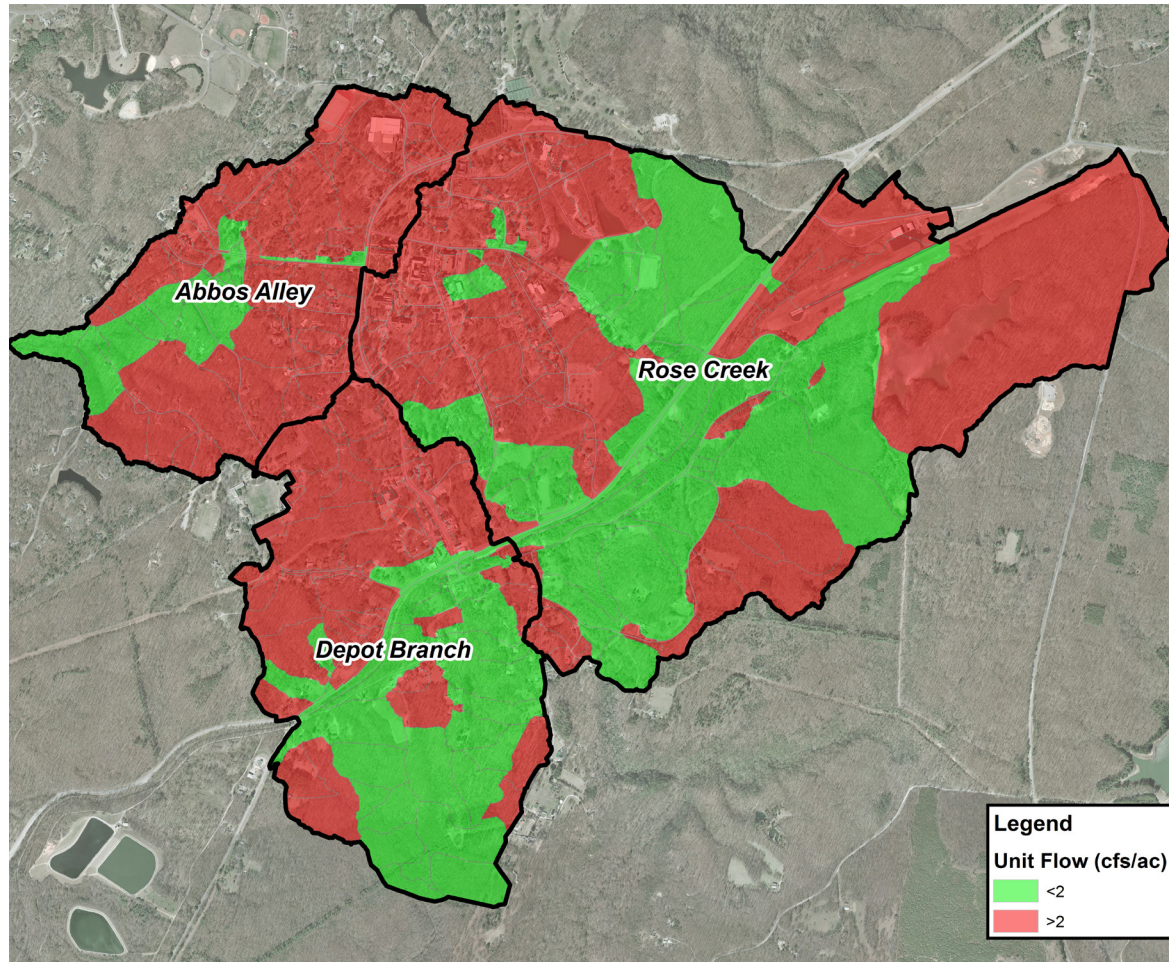 Abbos Alley
Rose Creek
Depot Branch
Legend
Unit Flow (cfs/ac)
<2
>2